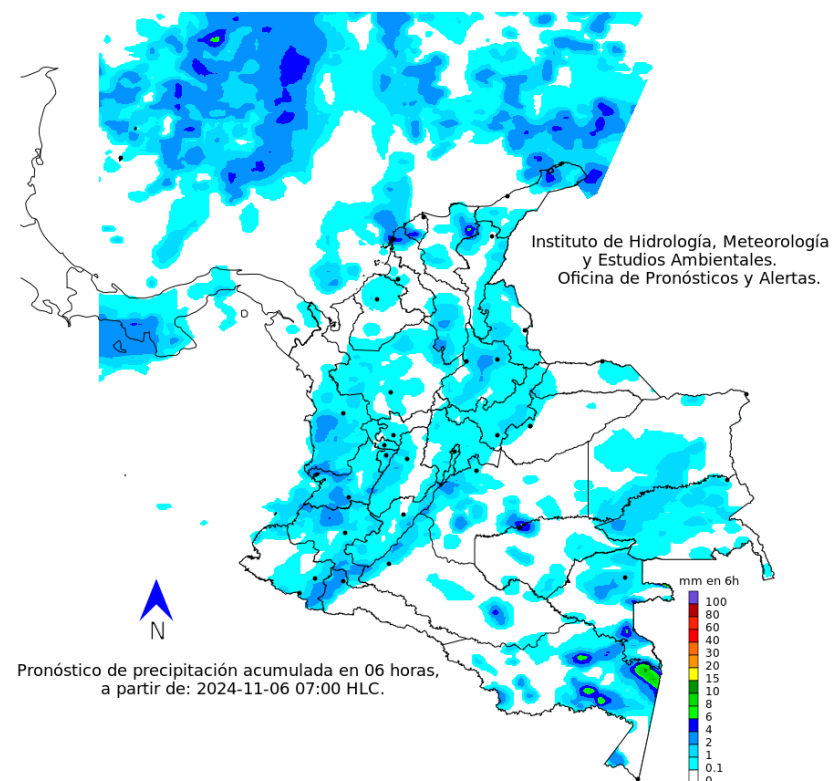 Instituto de Hidrología, Meteorología
y Estudios Ambientales.
Oficina de Pronósticos y Alertas.
N
Pronóstico de precipitación acumulada en 06 horas,
a partir de: 2024-11-06 07:00 HLC.
mm en 6h
100
80
60
40
30
20
15
10
8
6
4
2
1
0.1
0